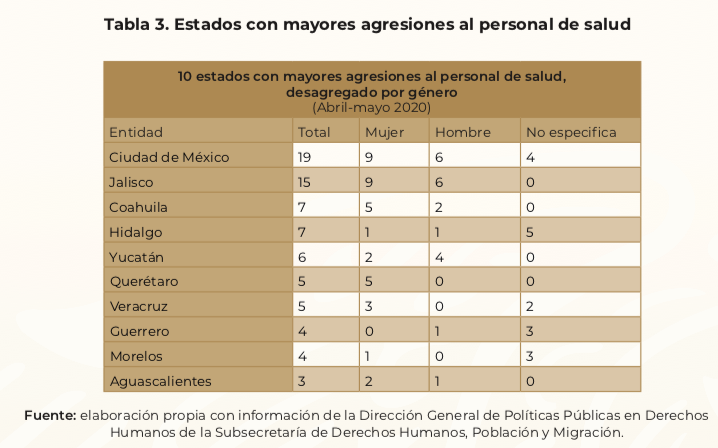 Tabla 3. Estados con mayores agresiones al personal de salud
10 estados con mayores agresiones al personal de salud,
desagregado por género
(Abril-mayo 2020)
Entidad Total Mujer Hombre No especifica
Ciudad de México 19 9 6 4
Jalisco 15 9 6 0
Coahuila 7 5 2 0
Hidalgo 7 1 1 5
Yucatán 6 2 4 0
Querétaro 5 5 0 0
Veracruz 5 3 0 2
Guerrero 4 0 1 3
Morelos 4 1 0 3
Aguascalientes 3 2 1 0
Fuente: elaboración propia con información de la Dirección General de Políticas Públicas en Derechos
Humanos de la Subsecretaría de Derechos Humanos, Población y Migración.